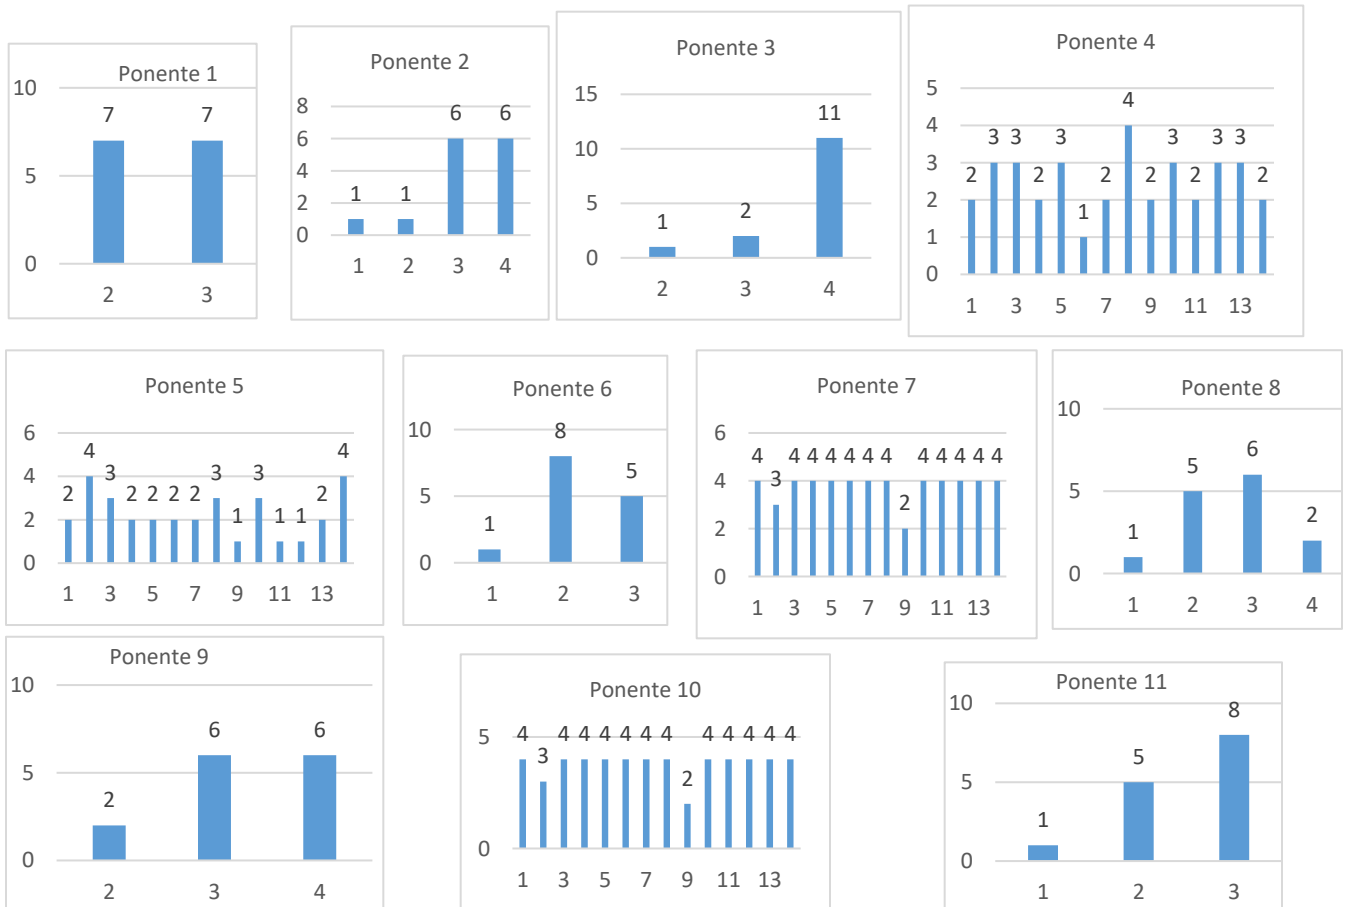 Ponente 1
10
5
0
7 7
2 3
Ponente 2
8
6
4
2
0
1 1 6 6
1 2 3 4
Ponente 3
15
10
5
0
1 2 11
2 3 4
Ponente 4
5
4
3
2
1
0
2 3 3 2 3 1 2 4 2 3 2 3 3 2
1 3 5 7 9 11 13
Ponente 5
6
4
2
0
2 4 3 2 2 2 2 3 1 3 1 1 2 4
1 3 5 7 9 11 13
Ponente 6
10
5
0
1 8 5
1 2 3
Ponente 7
6
4
2
0
4 3 4 4 4 4 4 4 2 4 4 4 4 4
1 3 5 7 9 11 13
Ponente 8
10
5
0
1 5 6 2
1 2 3 4
Ponente 9
10
5
0
2 6 6
2 3 4
Ponente 10
5
0
4 3 4 4 4 4 4 4 2 4 4 4 4 4
1 3 5 7 9 11 13
Ponente 11
10
5
0
1 5 8
1 2 3